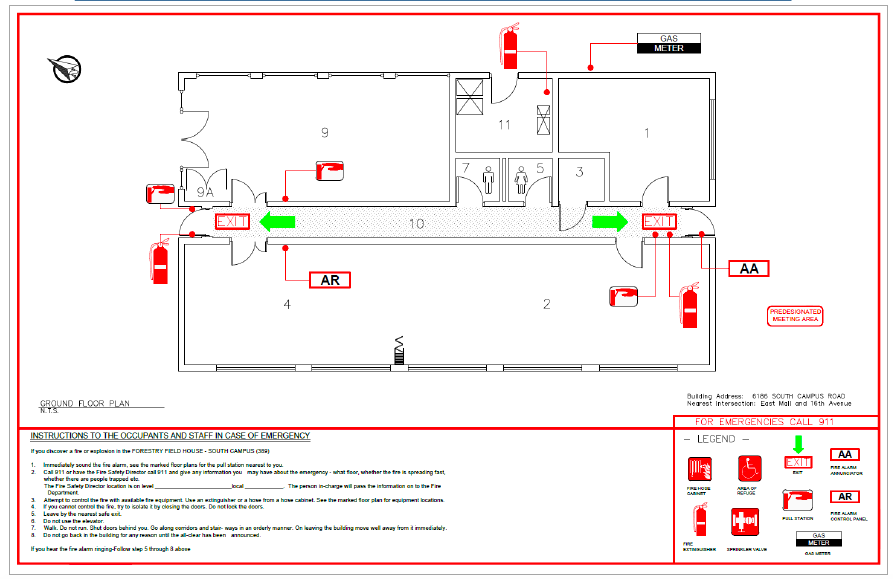 GAS
METER
9
11
1
7
5
3
9A
EXIT
10
EXIT
AR
AA
4
2
PREDESIGNATED
MEETING AREA
GROUND FLOOR PLAN
N.T.S.
Building Address: 6186 SOUTH CAMPUS ROAD
Nearest Intersection: East Mall and 16th Avenue
FOR EMERGENCIES CALL 911
INSTRUCTIONS TO THE OCCUPANTS AND STAFF IN CASE OF EMERGENCY
If you discover a fire or explosion in the FORESTRY FIELD HOUSE - SOUTH CAMPUS (389)
1. Immediately sound the fire alarm, see the marked floor plans for the pull station nearest to you.
2. Call 911 or have the Fire Safety Director call 911 and give any information you may have about the emergency - what floor, whether the fire is spreading fast,
whether there are people trapped etc.
The Fire Safety Director location is on level ____________________ local __________. The person in-charge will pass the information on to the Fire
Department.
3. Attempt to control the fire with available fire equipment. Use an extinguisher or a hose from a hose cabinet. See the marked floor plan for equipment locations.
4. If you cannot control the fire, try to isolate it by closing the doors. Do not lock the doors.
5. Leave by the nearest safe exit.
6. Do not use the elevator.
7. Walk. Do not run. Shut doors behind you. Go along corridors and stair- ways in an orderly manner. On leaving the building move well away from it immediately.
8. Do not go back in the building for any reason until the all-clear has been announced.
If you hear the fire alarm ringing-Follow step 5 through 8 above
- LEGEND -
FIRE HOSE
CABINET
AREA OF
REFUGE
EXIT
EXIT
AA
FIRE ALARM
ANNUNCIATOR
FIRE
EXTINGUISHER
SPRINKLER VALVE
PULL STATION
AR
FIRE ALARM
CONTROL PANEL
GAS
METER
GAS METER